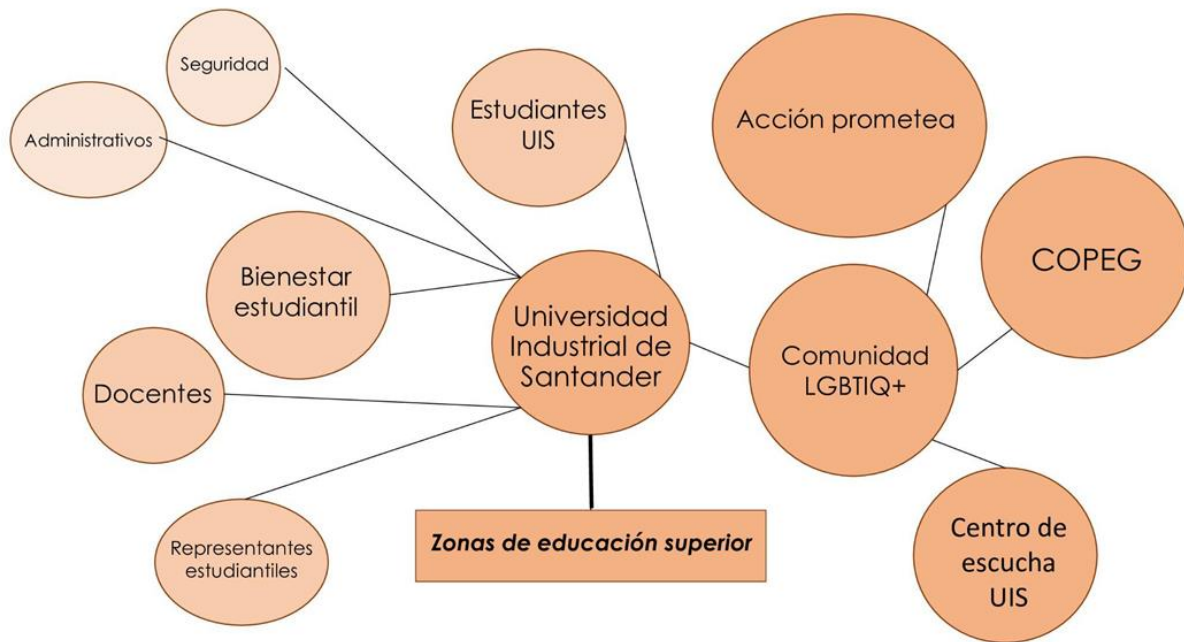 Seguridad
Administrativos
Estudiantes
UIS
Acción prometea
COPEG
Bienestar
estudiantil
Universidad
Industrial de
Santander
Comunidad
LGBTIQ+
Docentes
Representantes
estudiantiles
Zonas de educación superior
Centro de
escucha
UIS